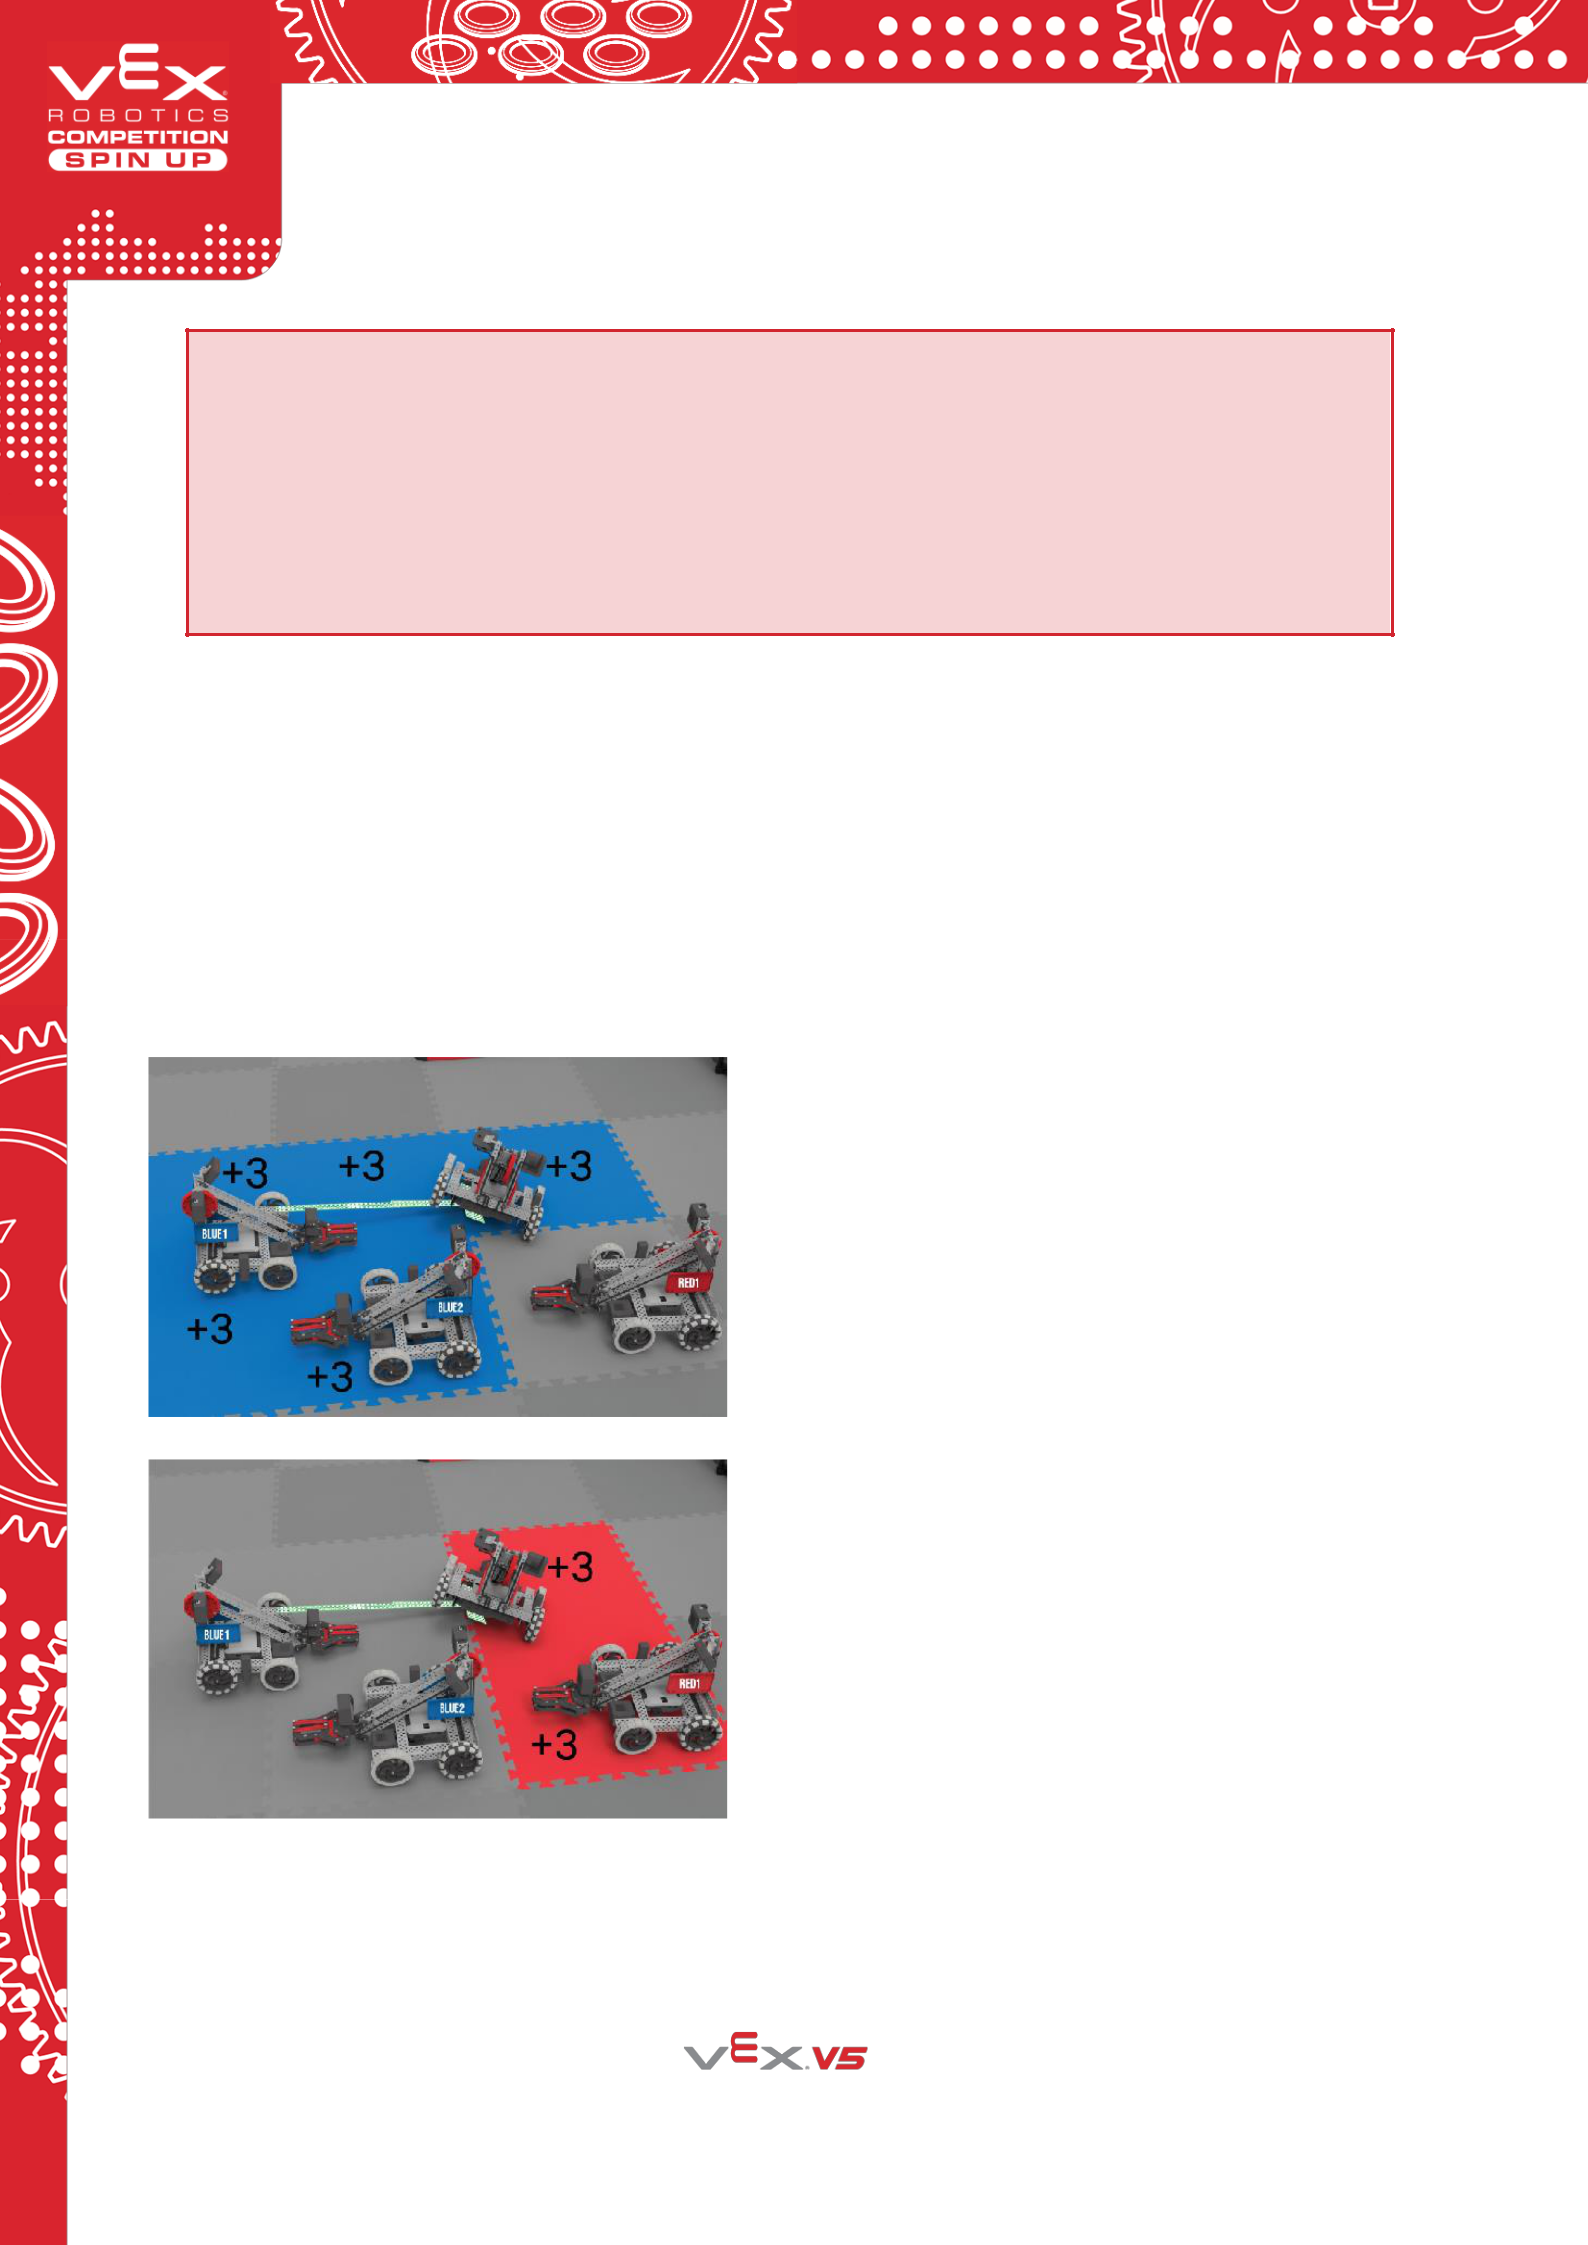 VEX
ROBOTICS
COMPETITION
SPIN UP
+3
+3
+3
BLUE1
RED1
BLUE2
+3
+3
+3
BLUE1
RED1
BLUE2
+3
VEX V5